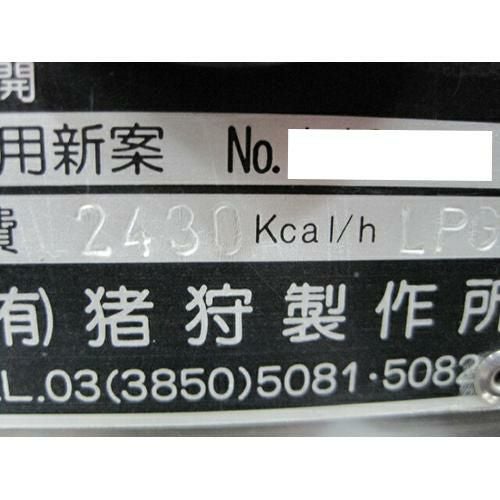 開
用新案 No.
費 2430 Kcal/h LPG
有) 猪狩製作所
EL.03(3850)5081・5082